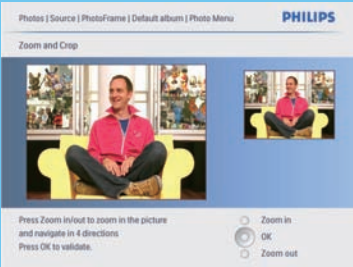 Photos | Source | PhotoFrame | Default album | Photo Menu
PHILIPS
Zoom and Crop
Press Zoom in/out to zoom in the picture
and navigate in 4 directions
Press OK to validate.
Zoom in
OK
Zoom out